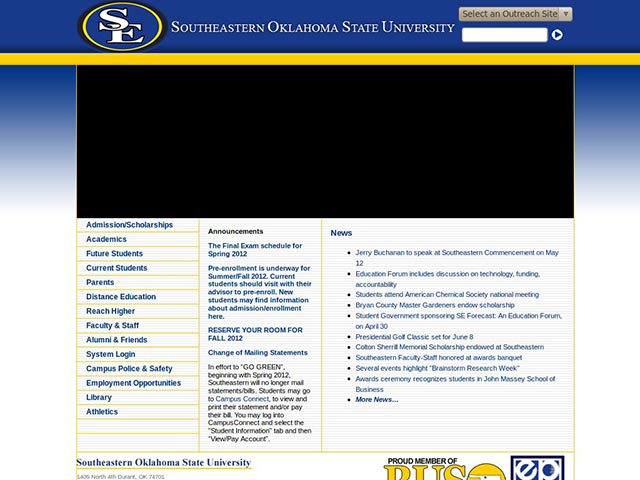 SE
SOUTHEASTERN OKLAHOMA STATE UNIVERSITY
Select an Outreach Site
Admission/Scholarships
Academics
Future Students
Current Students
Parents
Distance Education
Reach Higher
Faculty & Staff
Alumni & Friends
System Login
Campus Police & Safety
Employment Opportunities
Library
Athletics
Announcements
The Final Exam schedule for
Spring 2012
Pre-enrollment is underway for
Summer/Fall 2012. Current
students should visit with their
advisor to pre-enroll. New
students may find information
about admission/enrollment
here.
RESERVE YOUR ROOM FOR
FALL 2012
Change of Mailing Statements
In effort to "GO GREEN",
beginning with Spring 2012,
Southeastern will no longer mail
statements/bills. Students may go
to Campus Connect, to view and
print their statement and/or pay
their bill. You may log into
CampusConnect and select the
"Student Information" tab and then
"View/Pay Account".
News
Jerry Buchanan to speak at Southeastern Commencement on May
12
Education Forum includes discussion on technology, funding,
accountability
Students attend American Chemical Society national meeting
Bryan County Master Gardeners endow scholarship
Student Government sponsoring SE Forecast: An Education Forum,
on April 30
Presidential Golf Classic set for June 8
Colton Sherrill Memorial Scholarship endowed at Southeastern
Southeastern Faculty-Staff honored at awards banquet
Several events highlight "Brainstorm Research Week"
Awards ceremony recognizes students in John Massey School of
Business
More News...
Southeastern Oklahoma State University
1405 North 4th Durant, OK 74701
PROUD MEMBER OF
RUSO
ep